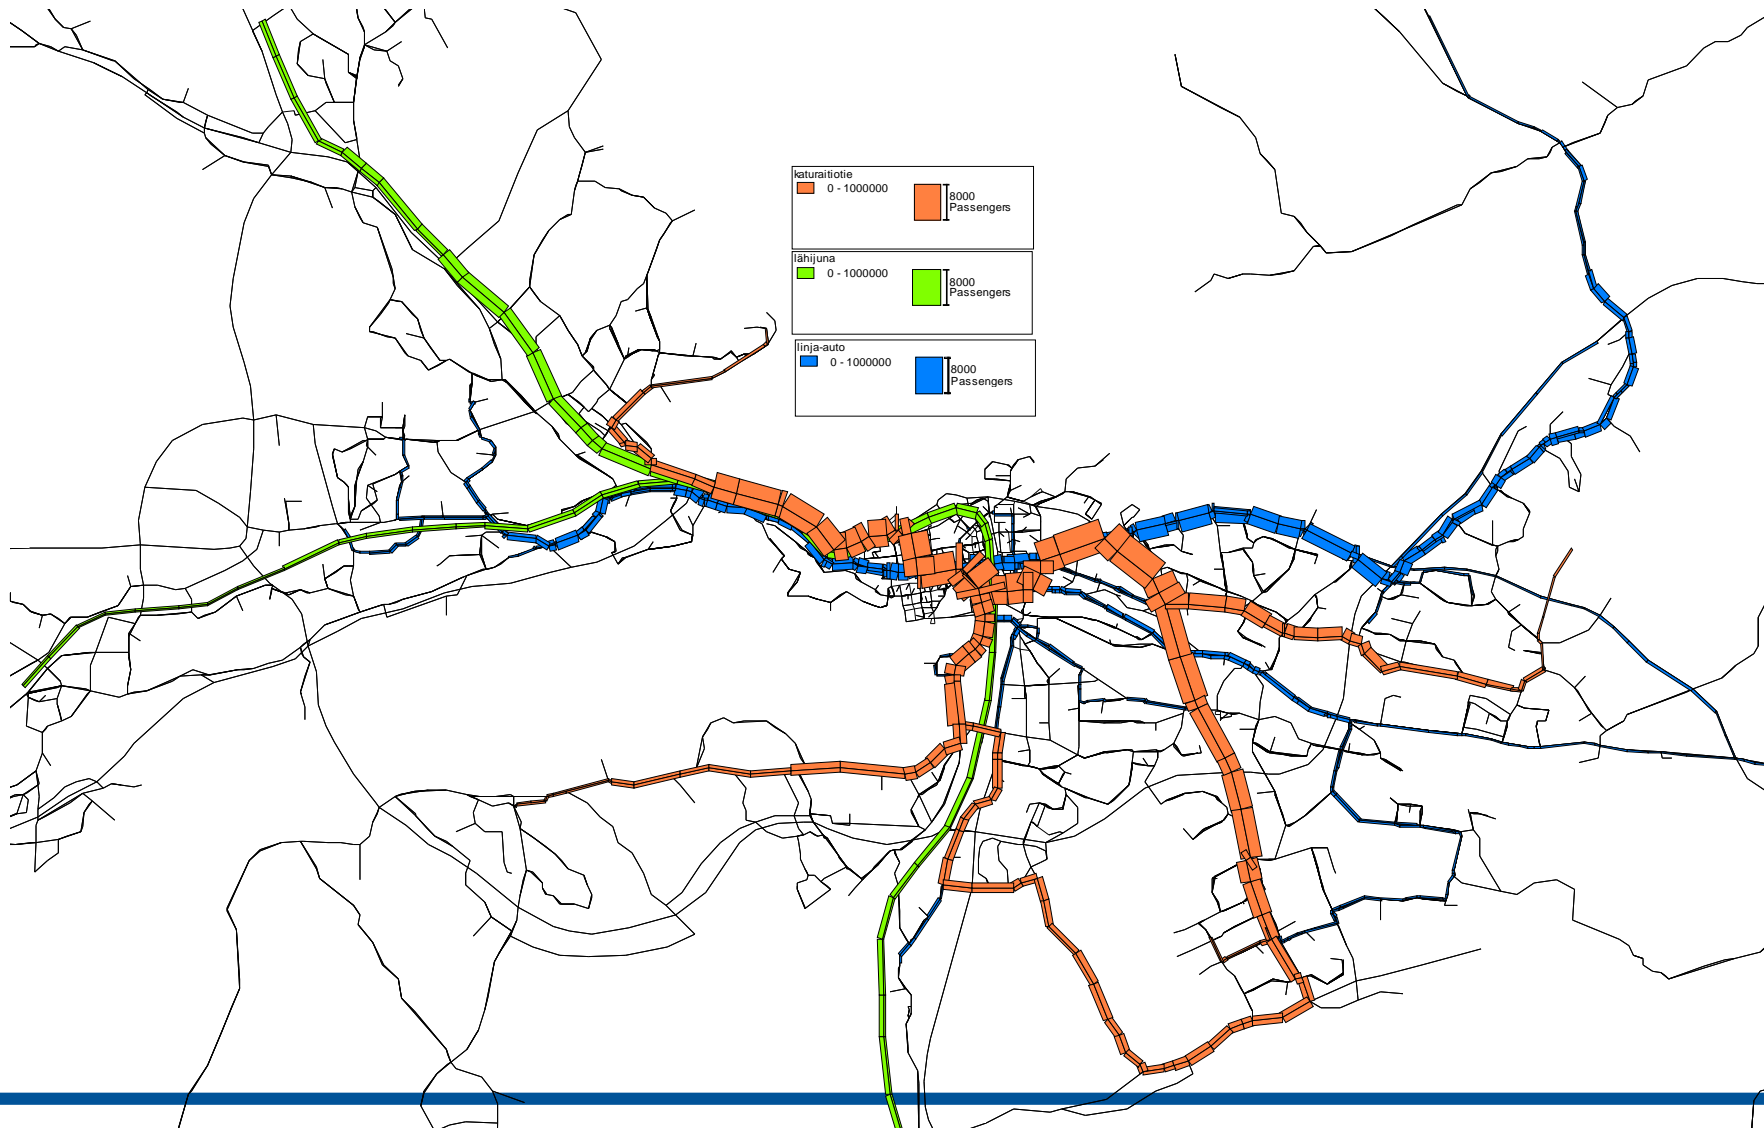 katuraitiotie
0 - 1000000
8000
Passengers
lähijuna
0 - 1000000
8000
Passengers
linja-auto
0 - 1000000
8000
Passengers